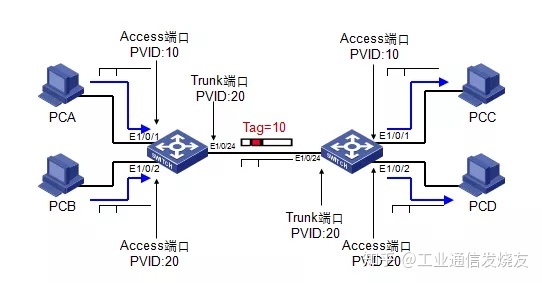 Access端口
PVID:10
Access端口
PVID:10
Trunk端口
PVID:20
PCA
Tag=10
PCC
E1/0/1
E1/0/1
E1/0/24
E1/0/24
SWITCH
SWITCH
E1/0/2
E1/0/2
PCB
PCD
Trunk端口
PVID:20
Access端口
PVID:20
Access端口
PVID:20
知乎 @工业通信发烧友